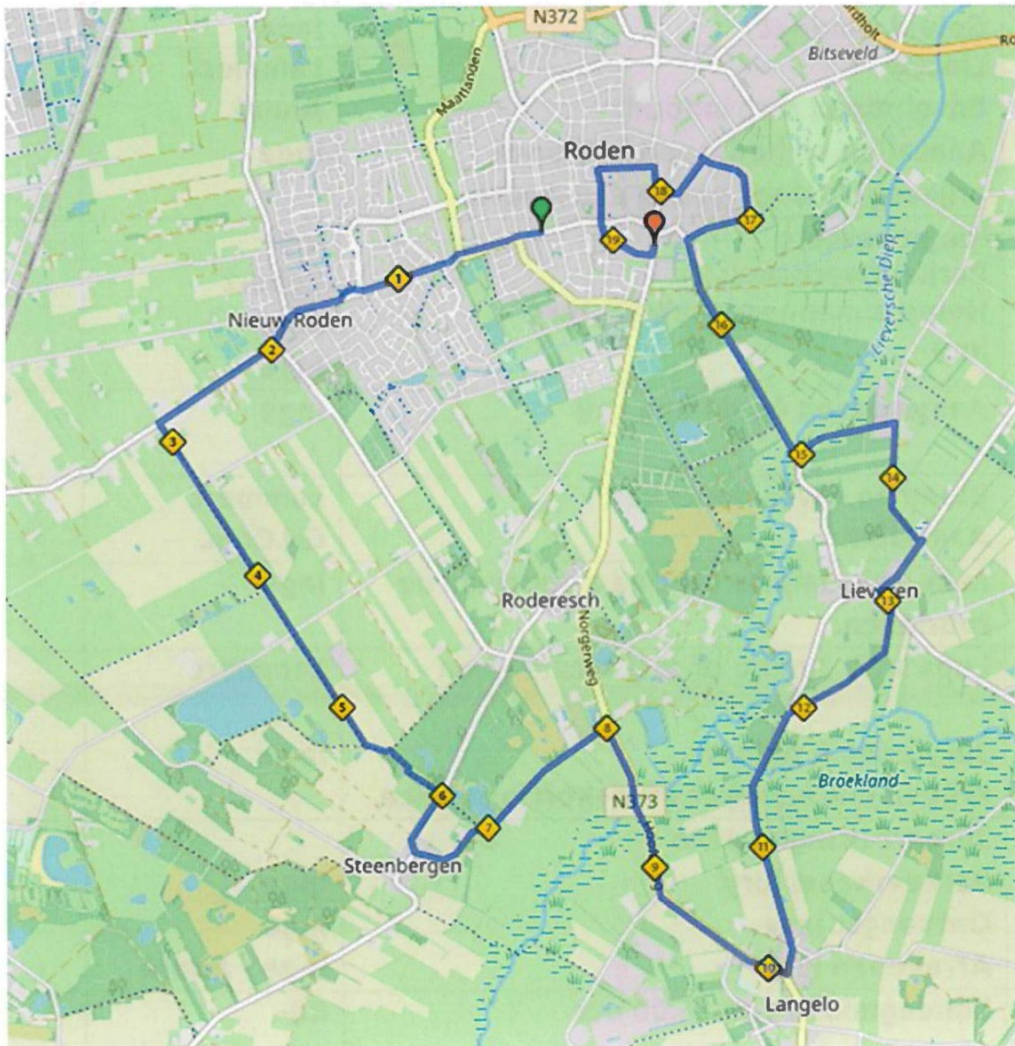 N372
Maatlanden
Bitseveld
Roden
18
17
19
1
Lieversche Diep
16
Nieuw-Roden
2
3
15
14
4
Roderesch
13
Norgerweg
5
12
8
6
Broekland
N373
7
11
Steenbergen
9
10
Langelo